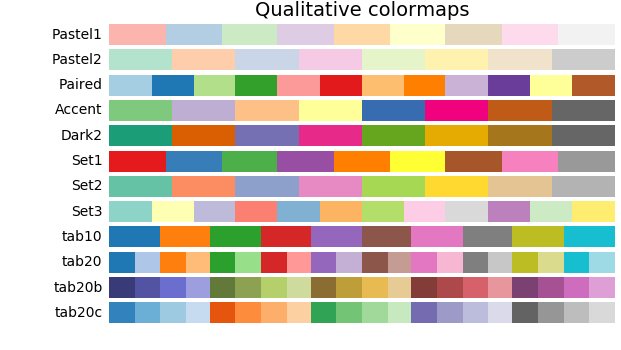 Qualitative colormaps
Pastel1
Pastel2
Paired
Accent
Dark2
Set1
Set2
Set3
tab10
tab20
tab20b
tab20c